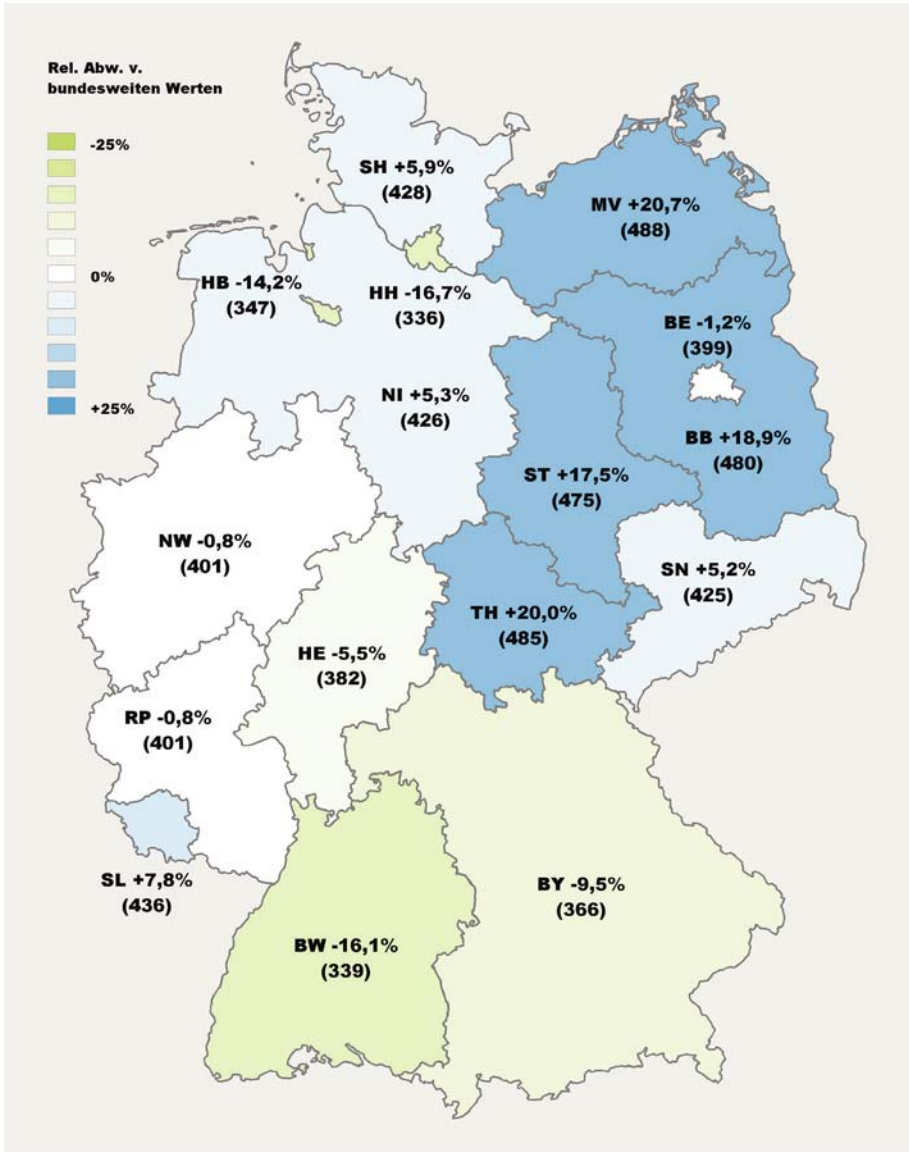 Rel. Abw. v.
bundesweiten Werten
-25%
0%
+25%
SH +5,9%
(428)
MV +20,7%
(488)
HB -14,2%
(347)
HH -16,7%
(336)
BE -1,2%
(399)
NI +5,3%
(426)
BB +18,9%
(480)
ST +17,5%
(475)
NW -0,8%
(401)
SN +5,2%
(425)
TH +20,0%
(485)
HE -5,5%
(382)
RP -0,8%
(401)
SL +7,8%
(436)
BY -9,5%
(366)
BW -16,1%
(339)